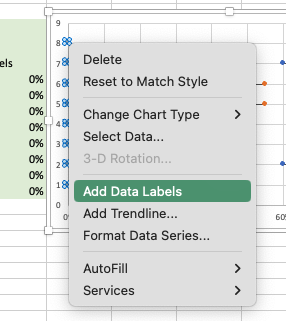 9
8
7
6
5
4
3
2
1
0
els
0%
0%
0%
0%
0%
0%
0%
0%
Delete
Reset to Match Style
Change Chart Type
Select Data...
3-D Rotation...
Add Data Labels
Add Trendline...
Format Data Series...
AutoFill
Services
0%
60%